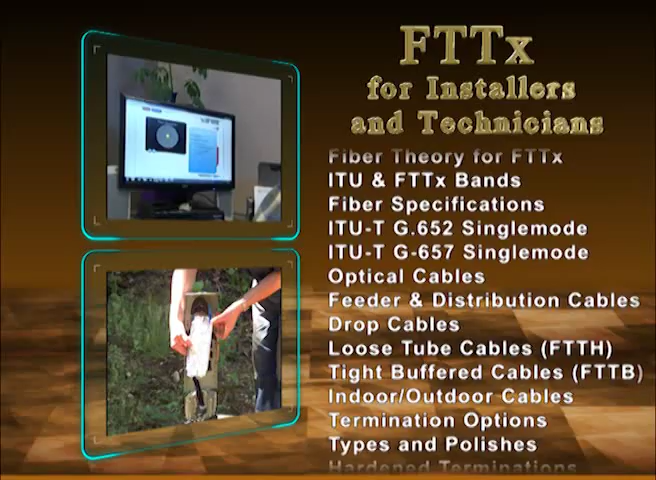 FTTx
for Installers
and Technicians
Fiber Theory for FTTx
ITU & FTTx Bands
Fiber Specifications
ITU-T G.652 Singlemode
ITU-T G-657 Singlemode
Optical Cables
Feeder & Distribution Cables
Drop Cables
Loose Tube Cables (FTTH)
Tight Buffered Cables (FTTB)
Indoor/Outdoor Cables
Termination Options
Types and Polishes
Hardened Terminations